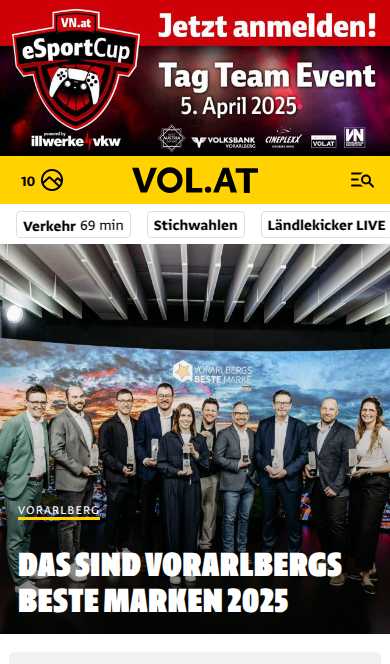 VN.at
eSportCup
Jetzt anmelden!
Tag Team Event
5. April 2025
powered by
illwerke vkw
VOLKSBANK
VORARLBERG
CINEPLEXX
VOL.AT
VN
10
VOL.AT
Verkehr 69 min
Stichwahlen
Ländlekicker LIVE
VORARLBERGS
BESTE MARKE
VORARLBERG
DAS SIND VORARLBERGS
BESTE MARKEN 2025